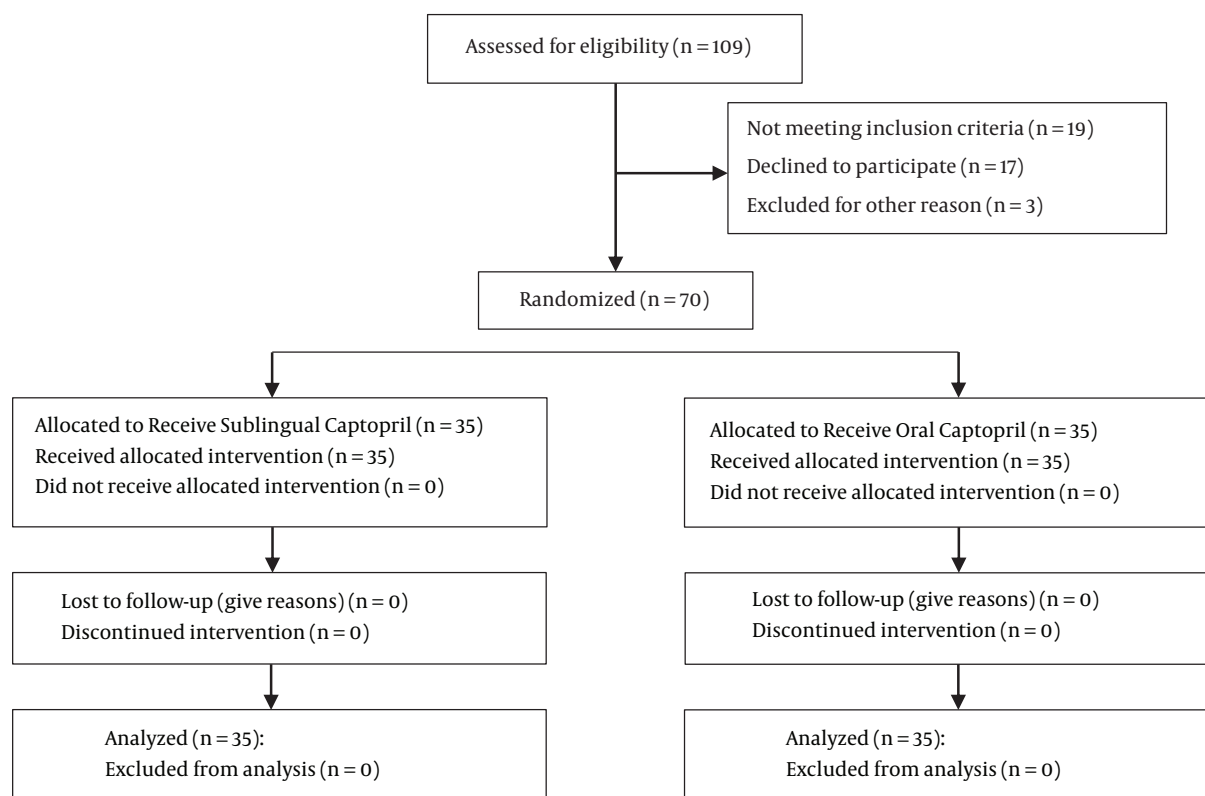 Assessed for eligibility (n = 109)
Not meeting inclusion criteria (n = 19)
Declined to participate (n = 17)
Excluded for other reason (n = 3)
Randomized (n = 70)
Allocated to Receive Sublingual Captopril (n = 35)
Received allocated intervention (n = 35)
Did not receive allocated intervention (n = 0)
Allocated to Receive Oral Captopril (n = 35)
Received allocated intervention (n = 35)
Did not receive allocated intervention (n = 0)
Lost to follow-up (give reasons) (n = 0)
Discontinued intervention (n = 0)
Lost to follow-up (give reasons) (n = 0)
Discontinued intervention (n = 0)
Analyzed (n = 35):
Excluded from analysis (n = 0)
Analyzed (n = 35):
Excluded from analysis (n = 0)